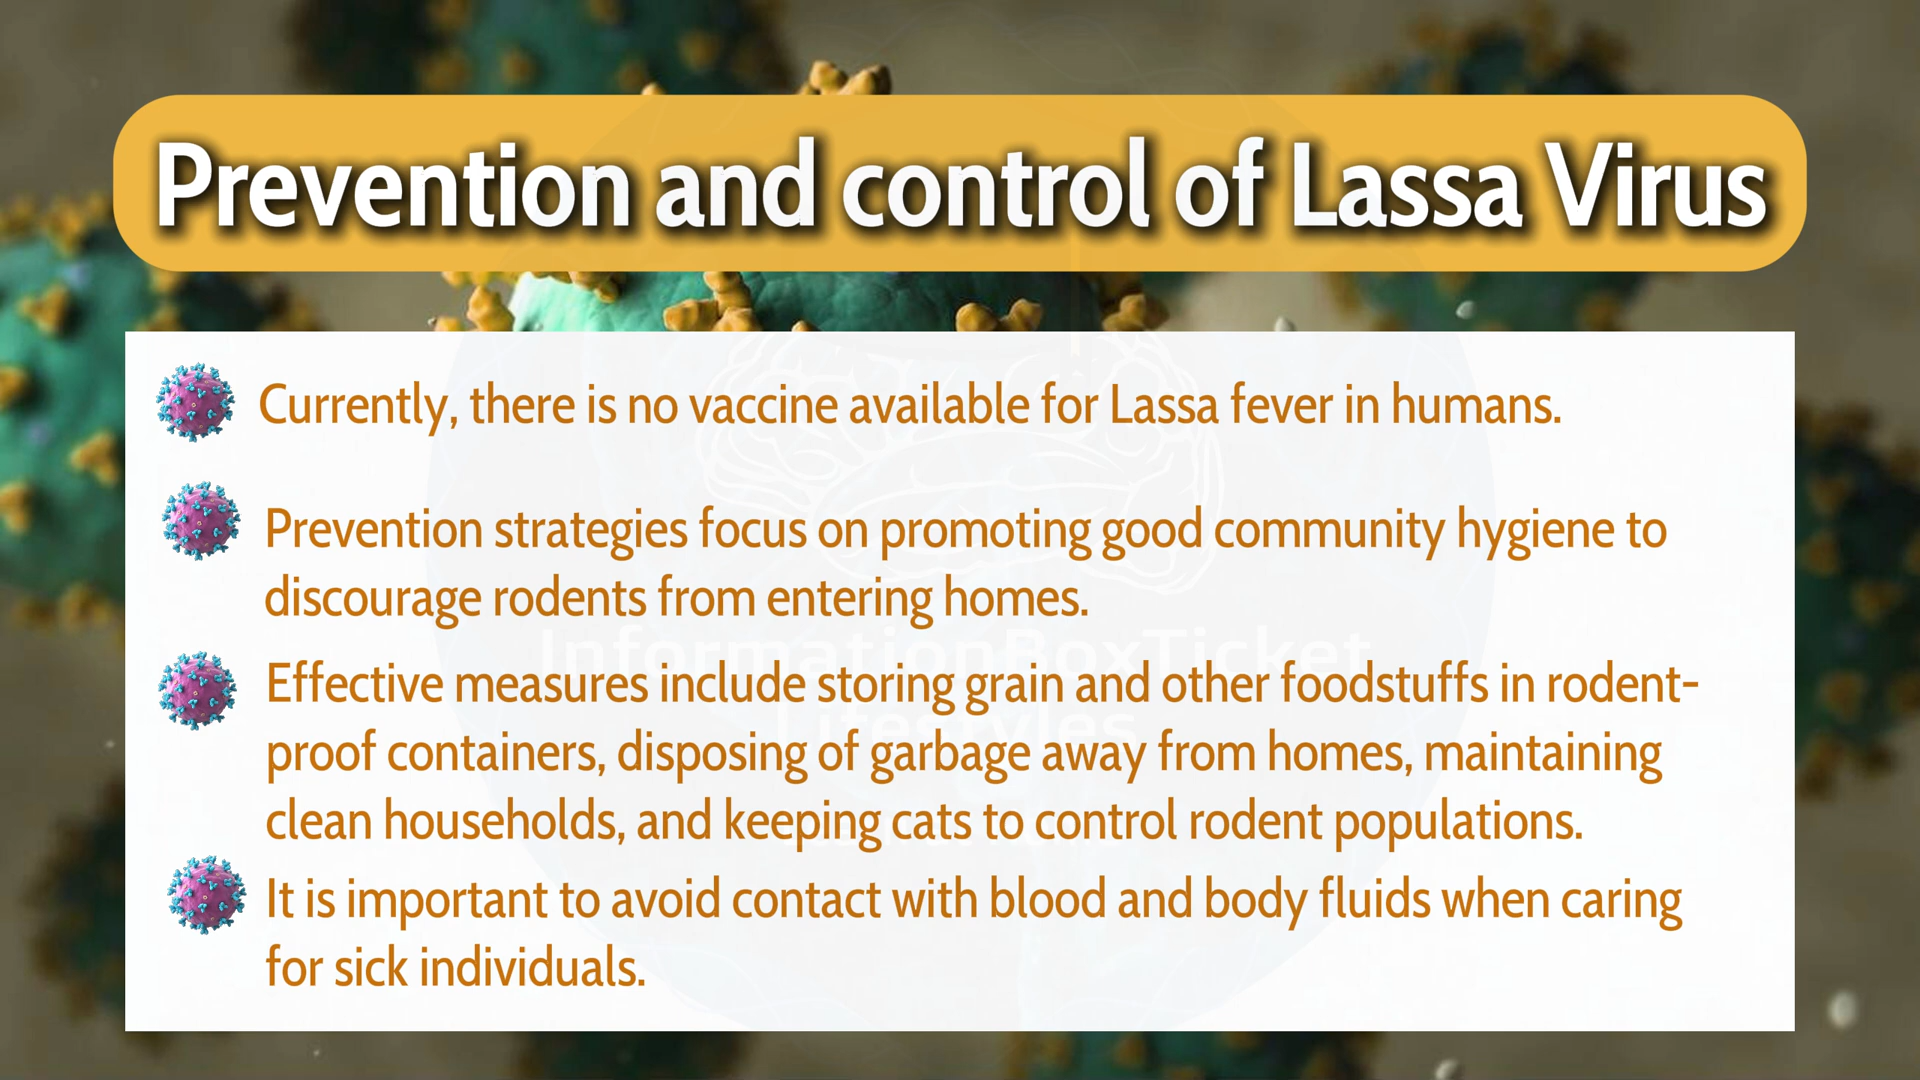 Prevention and control of Lassa Virus
Currently, there is no vaccine available for Lassa fever in humans.
Prevention strategies focus on promoting good community hygiene to
discourage rodents from entering homes.
InformationBoxTicket
Effective measures include storing grain and other foodstuffs in rodent-
Lifestyles
proof containers, disposing of garbage away from homes, maintaining
clean households, and keeping cats to control rodent populations.
It is important to avoid contact with blood and body fluids when caring
for sick individuals.